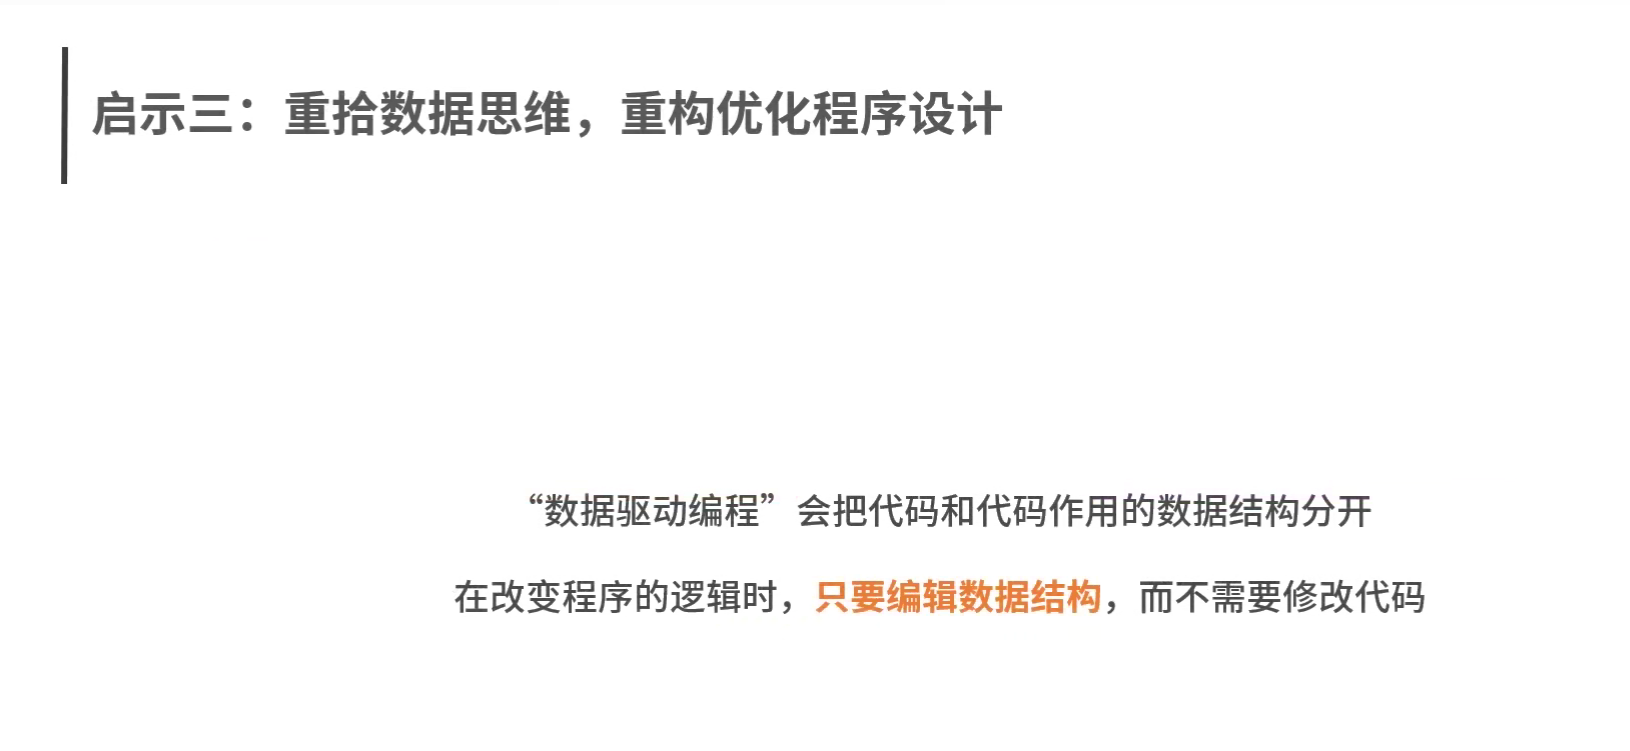 启示三：重拾数据思维，重构优化程序设计
“数据驱动编程”会把代码和代码作用的数据结构分开
在改变程序的逻辑时，只要编辑数据结构，而不需要修改代码